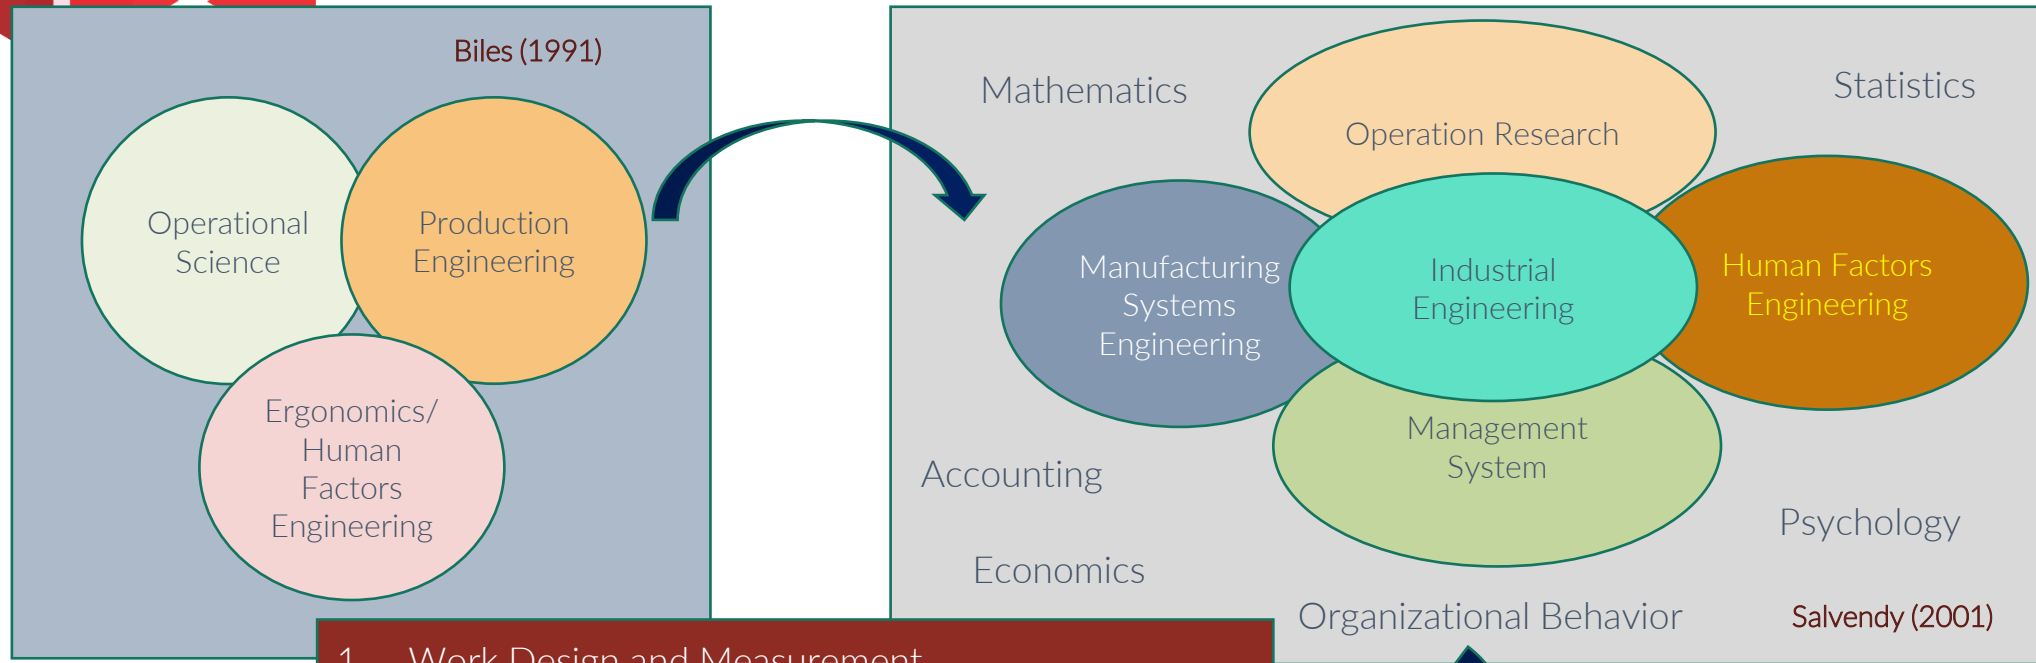 Biles (1991)
Operational
Science
Production
Engineering
Ergonomics/
Human
Factors
Engineering
Mathematics
Statistics
Operation Research
Manufacturing
Systems
Engineering
Industrial
Engineering
Human Factors
Engineering
Management
System
Accounting
Psychology
Economics
Organizational Behavior
Salvendy (2001)
1. Work Design and Measurement